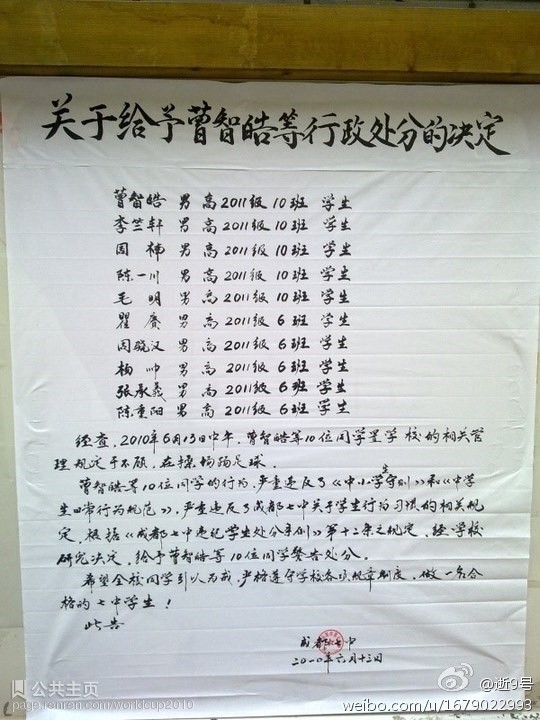 关于给予曹智皓等行政处分的决定
曹智皓 男 高2011级 10班 学生
李竺轩 男 高2011级 10班 学生
周 楠 男 高2011级 10班 学生
陈一川 男 高2011级 10班 学生
毛 明 男 高2011级 10班 学生
瞿 赓 男 高2011级 6班 学生
周晓汉 男 高2011级 6班 学生
杨 帅 男 高2011级 6班 学生
张承羲 男 高2011级 6班 学生
陈重阳 男 高2011级 6班 学生
经查,2010年6月13日中午,曹智皓等10位同学置学校的相关管
理规定于不顾,在操场踢足球。
曹智皓等10位同学的行为,严重违反了《中小学生守则》和《中学
生日常行为规范》,严重违反了成都七中关于学生行为习惯的相关规
定,根据《成都七中违纪学生处分条例》第十二条之规定,经学校
研究决定,给予曹智皓等10位同学警告处分。
希望全校同学引以为戒,严格遵守学校各项规章制度,做一名合
格的七中学生!
此告
成都七中
二〇一〇年六月十三日
人人 公共主页
page.renren.com/worldcup2010
@逝9号
weibo.com/u/1679022993